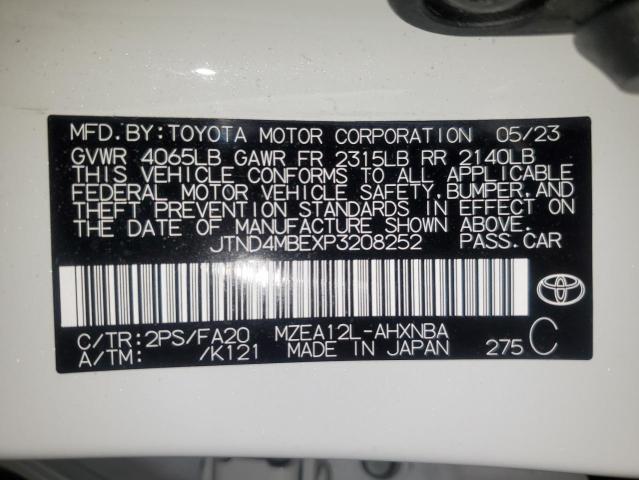 MFD. BY: TOYOTA MOTOR CORPORATION 05/23
GVWR 4065LB GAWR FR 2315LB RR 2140LB
THIS VEHICLE CONFORMS TO ALL APPLICABLE
FEDERAL MOTOR VEHICLE SAFETY, BUMPER, AND
THEFT PREVENTION STANDARDS IN EFFECT ON
THE DATE OF MANUFACTURE SHOWN ABOVE.
JTND4MBEXP3208252 PASS. CAR
C/TR: 2PS/FA20 MZEA12L-AHXNBA
A/TM: /K121 MADE IN JAPAN 275 C